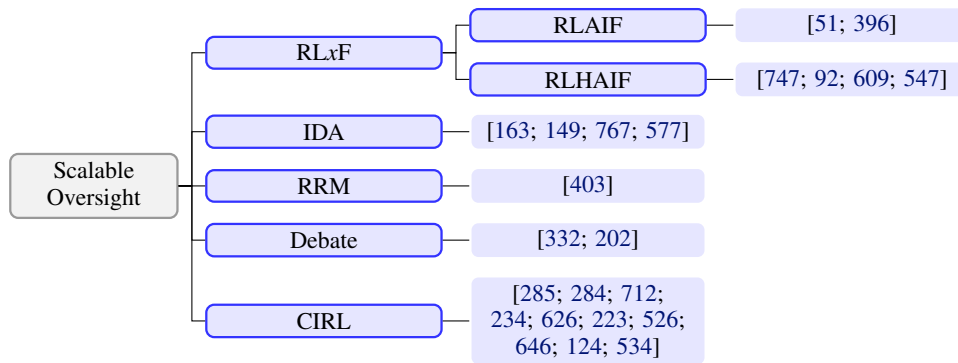 Scalable
Oversight
RLxF
RLAIF
[51; 396]
RLHAIF
[747; 92; 609; 547]
IDA
[163; 149; 767; 577]
RRM
[403]
Debate
[332; 202]
CIRL
[285; 284; 712;
234; 626; 223; 526;
646; 124; 534]